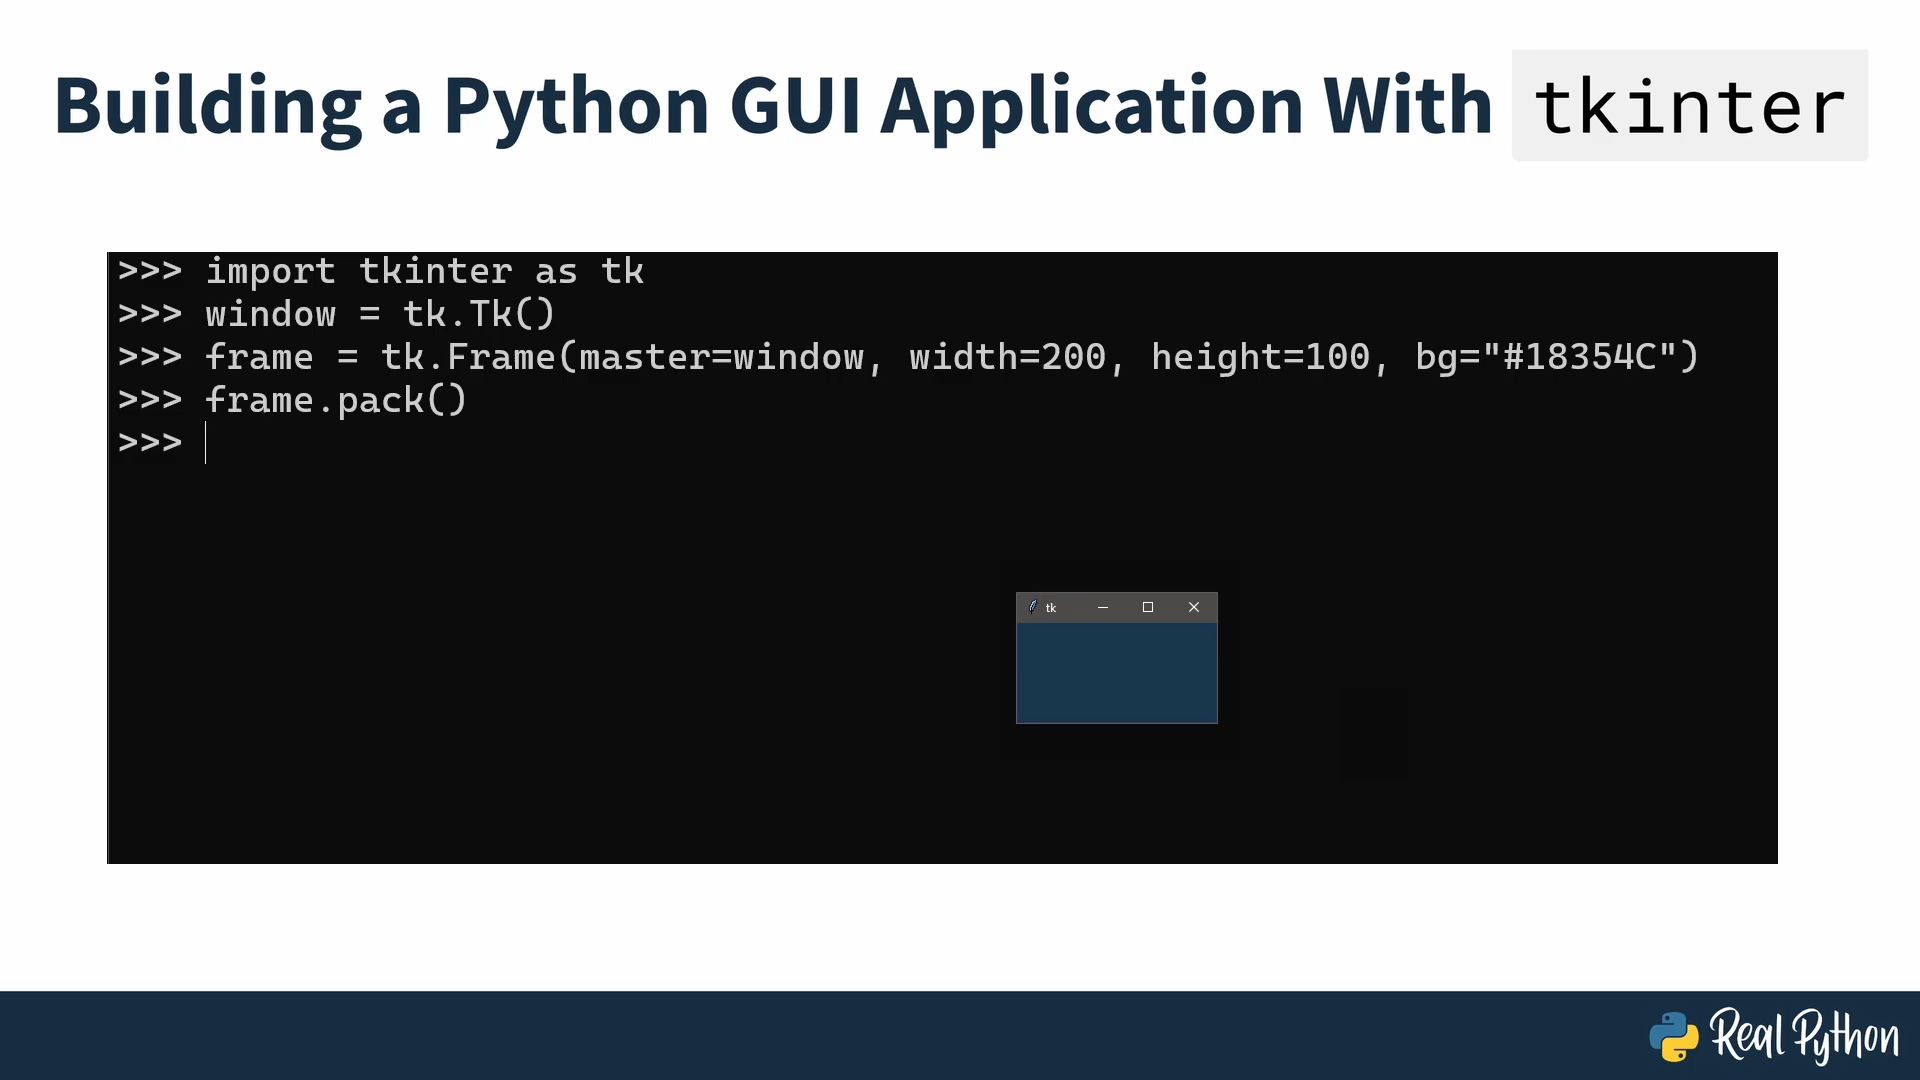 Building a Python GUI Application With tkinter
>>> import tkinter as tk
>>> window = tk.Tk()
>>> frame = tk.Frame(master=window, width=200, height=100, bg="#18354C")
>>> frame.pack()
>>>
tk
Real Python